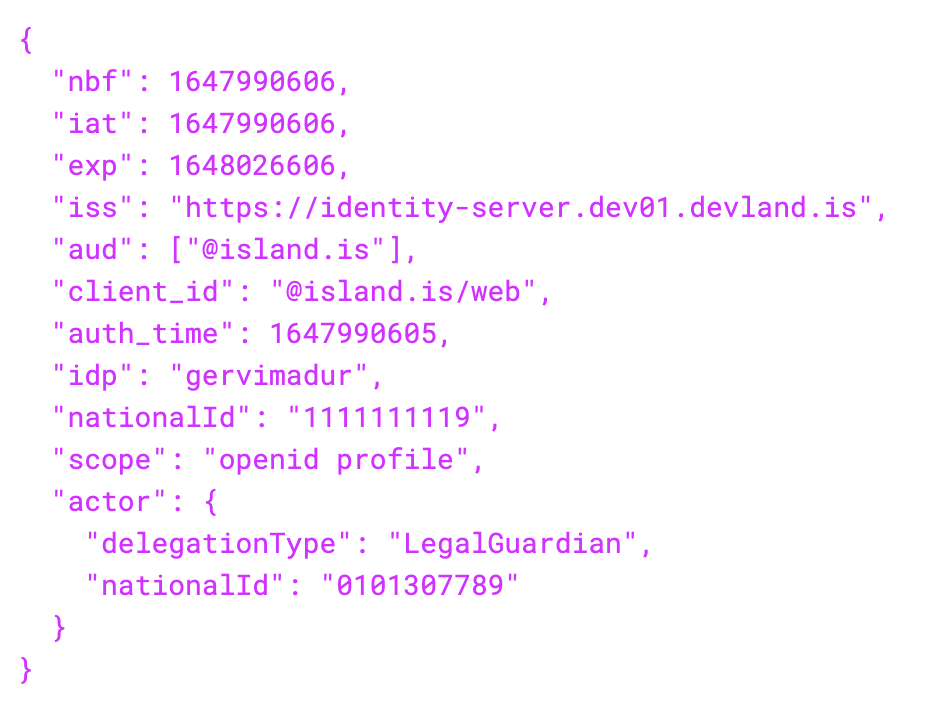 {
  "nbf": 1647990606,
  "iat": 1647990606,
  "exp": 1648026606,
  "iss": "https://identity-server.dev01.devland.is",
  "aud": ["@island.is"],
  "client_id": "@island.is/web",
  "auth_time": 1647990605,
  "idp": "gervimadur",
  "nationalId": "1111111119",
  "scope": "openid profile",
  "actor": {
    "delegationType": "LegalGuardian",
    "nationalId": "0101307789"
  }
}